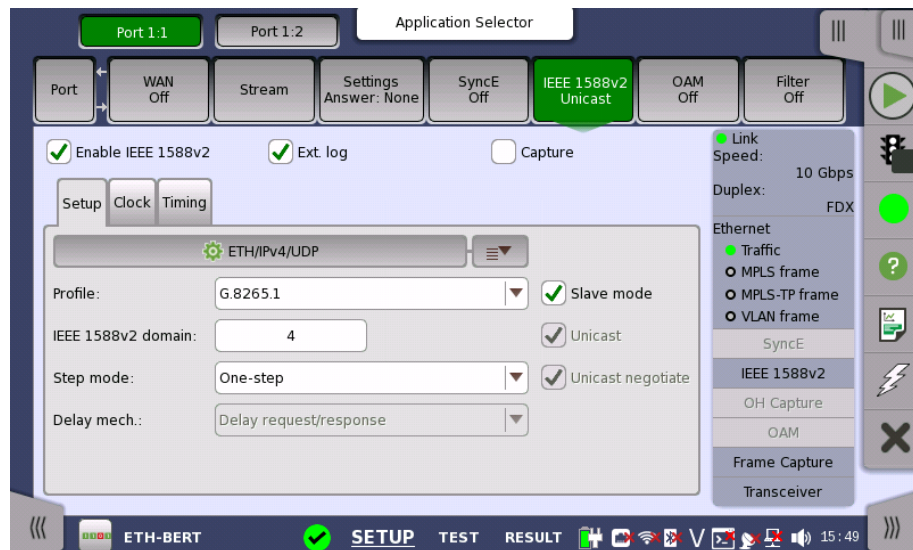 Application Selector
Port 1:1
Port 1:2
Port
WAN
Off
Stream
Settings
Answer: None
SyncE
Off
IEEE 1588v2
Unicast
OAM
Off
Filter
Off
Enable IEEE 1588v2
Ext. log
Capture
Setup
Clock
Timing
ETH/IPv4/UDP
Profile:
G.8265.1
Slave mode
IEEE 1588v2 domain:
4
Unicast
Step mode:
One-step
Unicast negotiate
Delay mech.:
Delay request/response
Link
Speed:
10 Gbps
Duplex:
FDX
Ethernet
Traffic
MPLS frame
MPLS-TP frame
VLAN frame
SyncE
IEEE 1588v2
OH Capture
OAM
Frame Capture
Transceiver
ETH-BERT
SETUP
TEST
RESULT
V
15:49